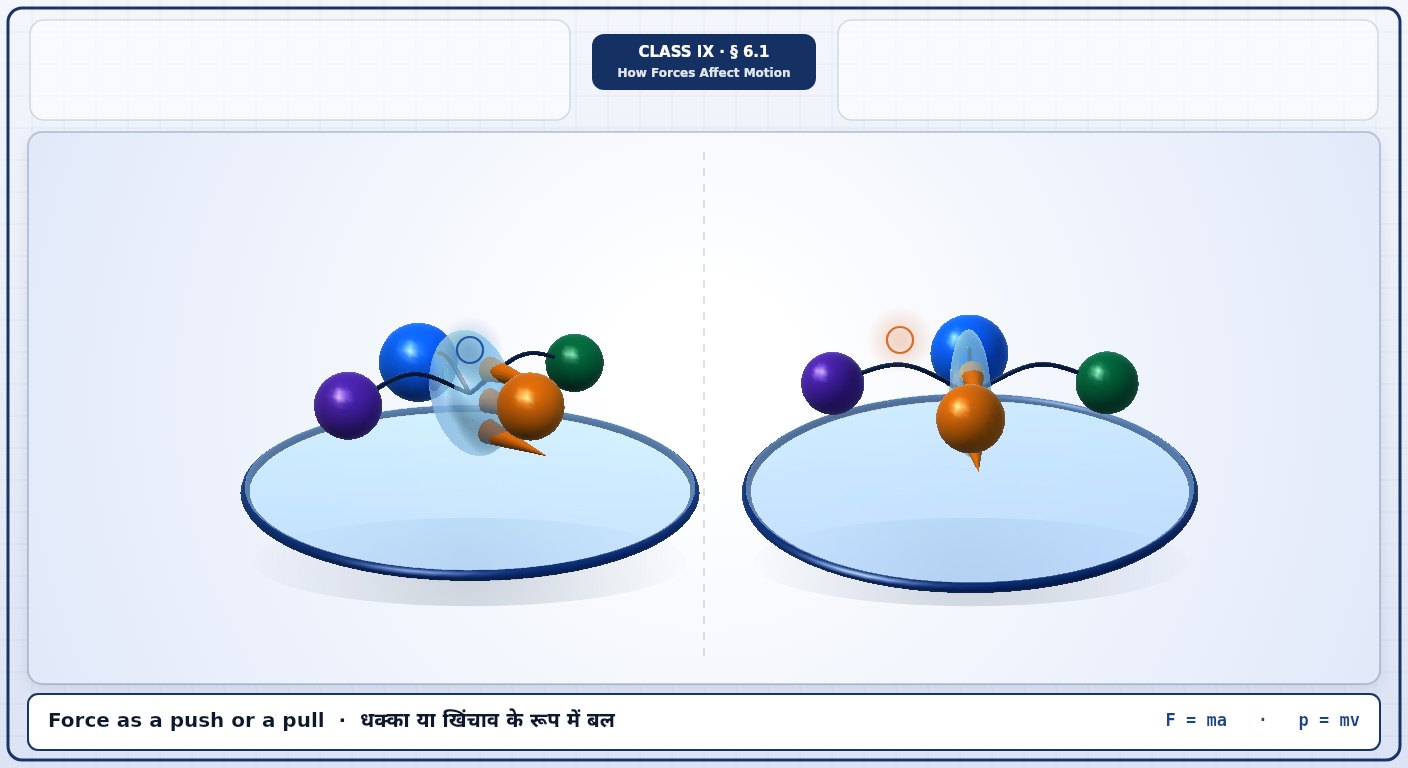 CLASS IX · § 6.1
How Forces Affect Motion
Force as a push or a pull · धक्का या खिंचाव के रूप में बल
F = ma · p = mv